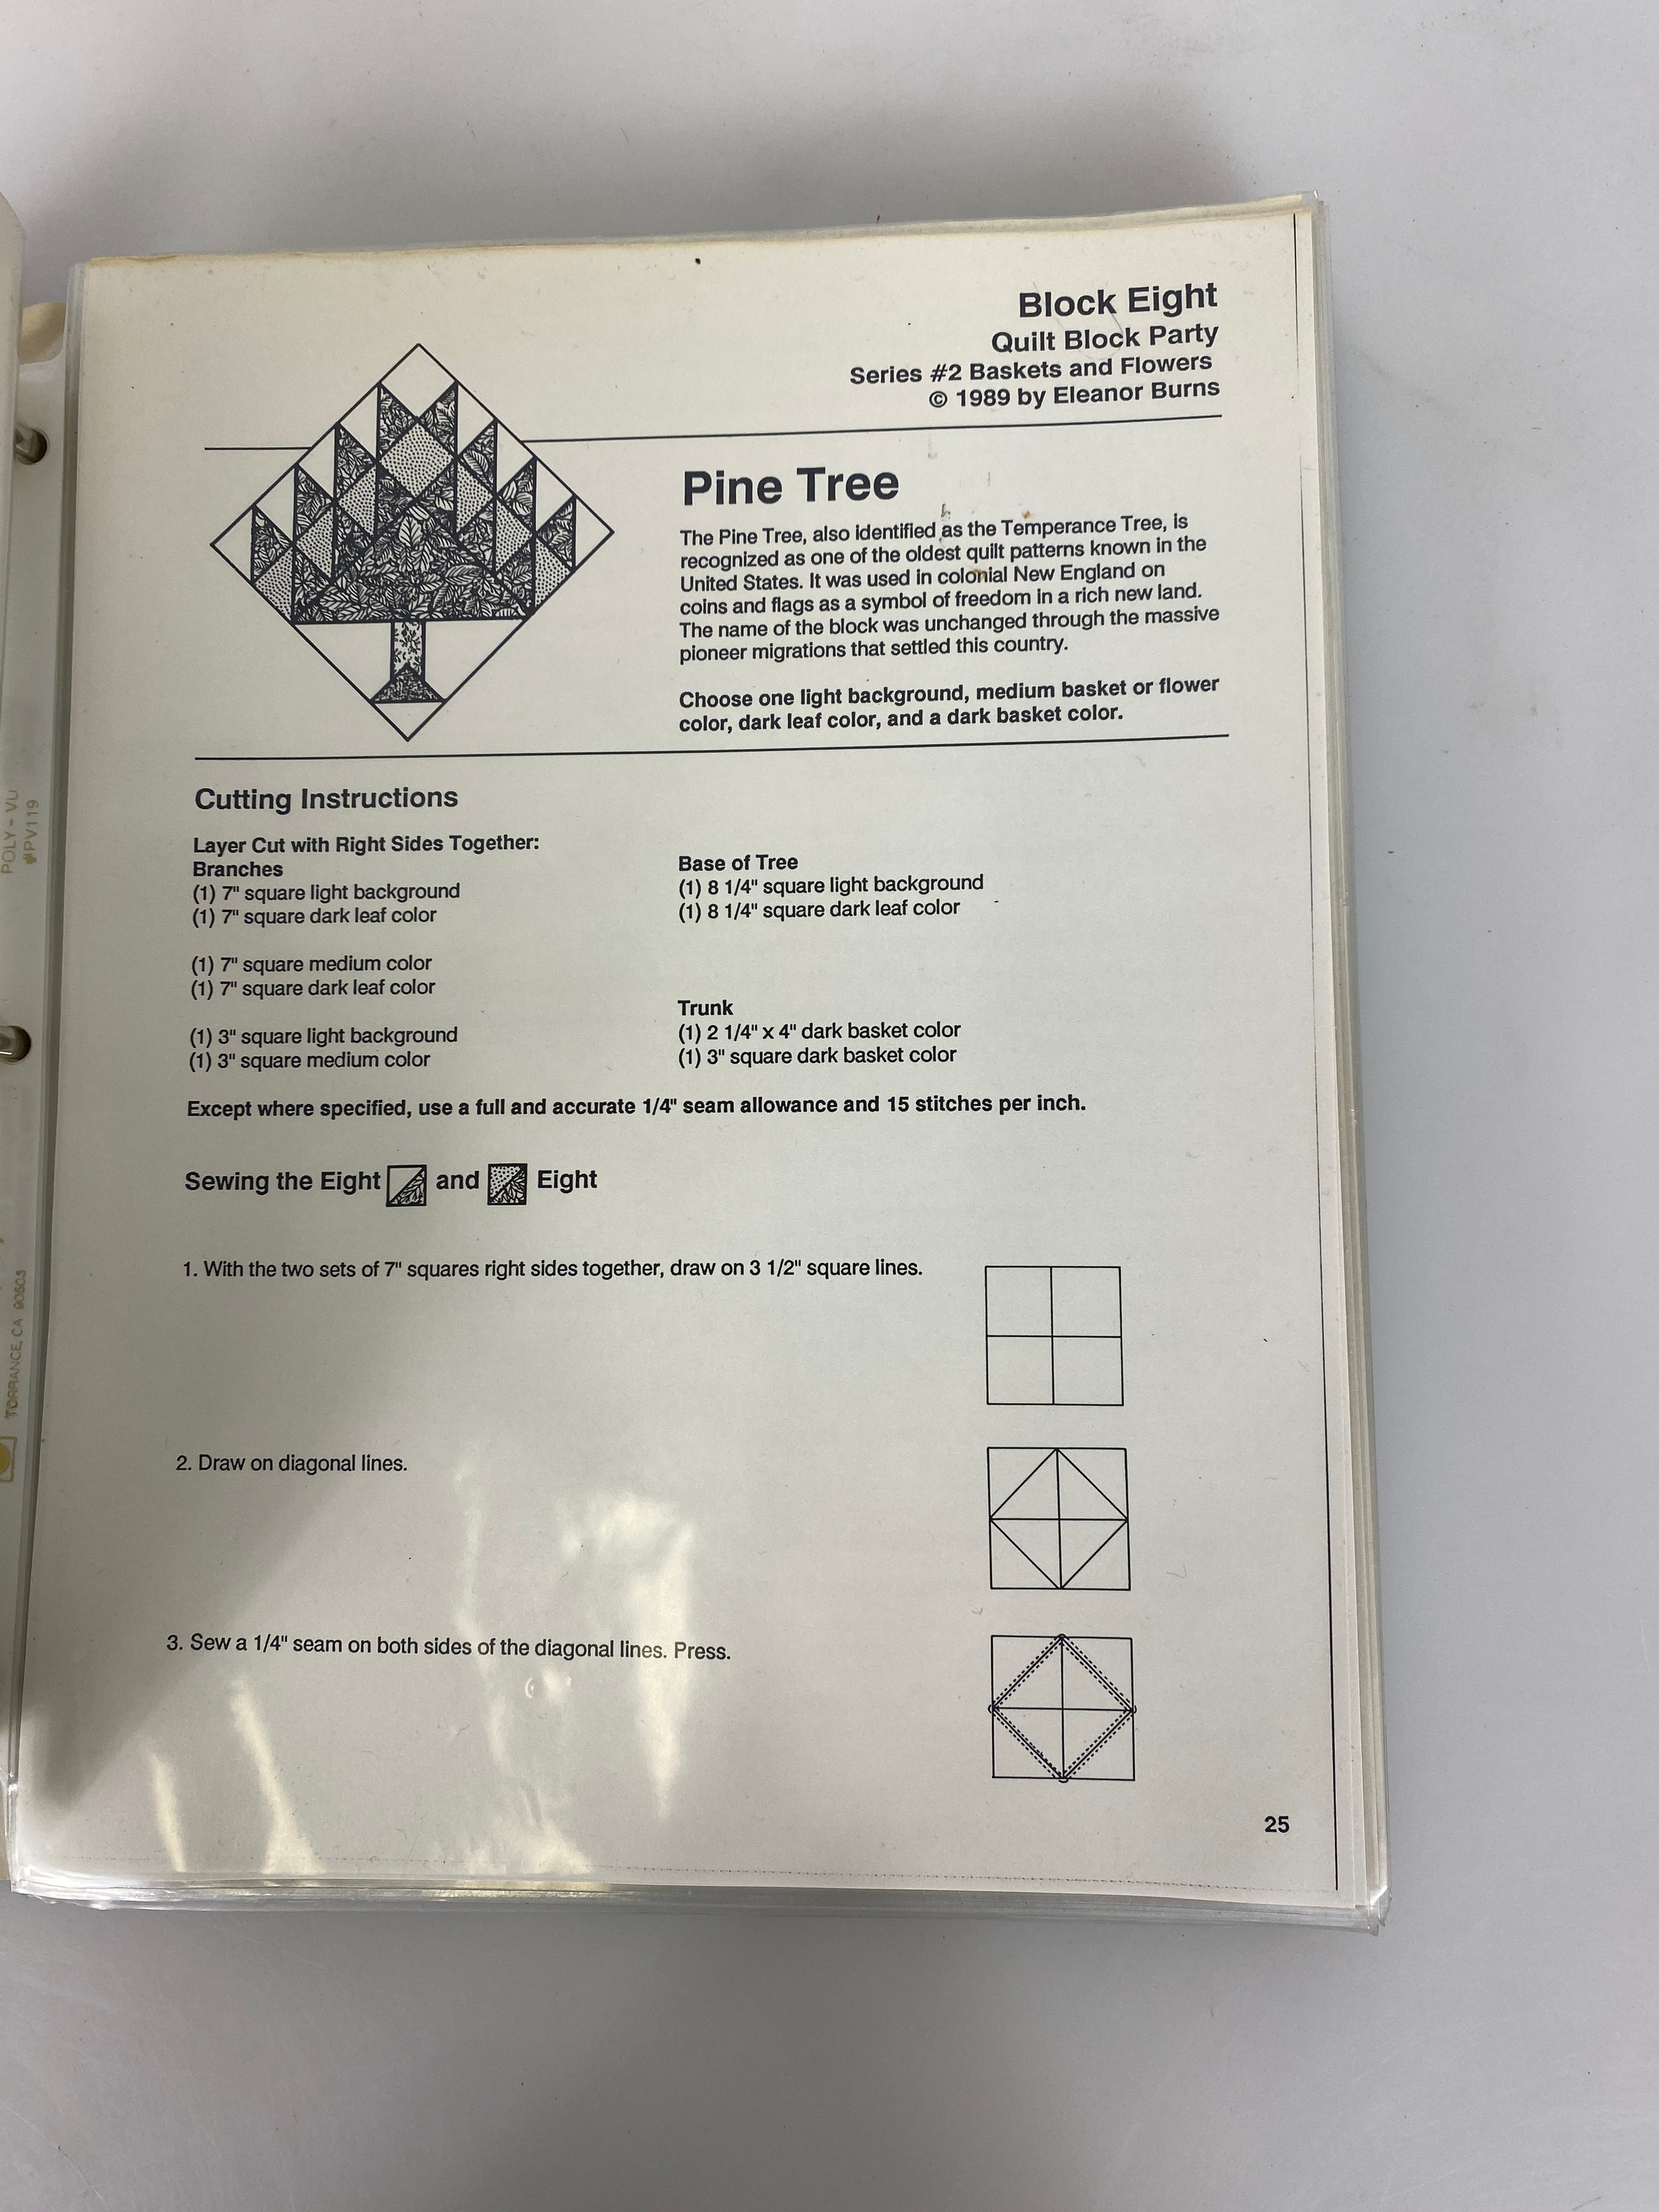 Block Eight
Quilt Block Party
Series #2 Baskets and Flowers
© 1989 by Eleanor Burns
Pine Tree
The Pine Tree, also identified as the Temperance Tree, is
recognized as one of the oldest quilt patterns known in the
United States. It was used in colonial New England on
coins and flags as a symbol of freedom in a rich new land.
The name of the block was unchanged through the massive
pioneer migrations that settled this country.
Choose one light background, medium basket or flower
color, dark leaf color, and a dark basket color.
Cutting Instructions
Layer Cut with Right Sides Together:
Branches
(1) 7" square light background
(1) 7" square dark leaf color
(1) 7" square medium color
(1) 7" square dark leaf color
(1) 3" square light background
(1) 3" square medium color
Base of Tree
(1) 8 1/4" square light background
(1) 8 1/4" square dark leaf color
Trunk
(1) 2 1/4" x 4" dark basket color
(1) 3" square dark basket color
Except where specified, use a full and accurate 1/4" seam allowance and 15 stitches per inch.
Sewing the Eight and Eight
1. With the two sets of 7" squares right sides together, draw on 3 1/2" square lines.
2. Draw on diagonal lines.
3. Sew a 1/4" seam on both sides of the diagonal lines. Press.
25
POLY-VU
#PV119
TORRANCE, CA 90503